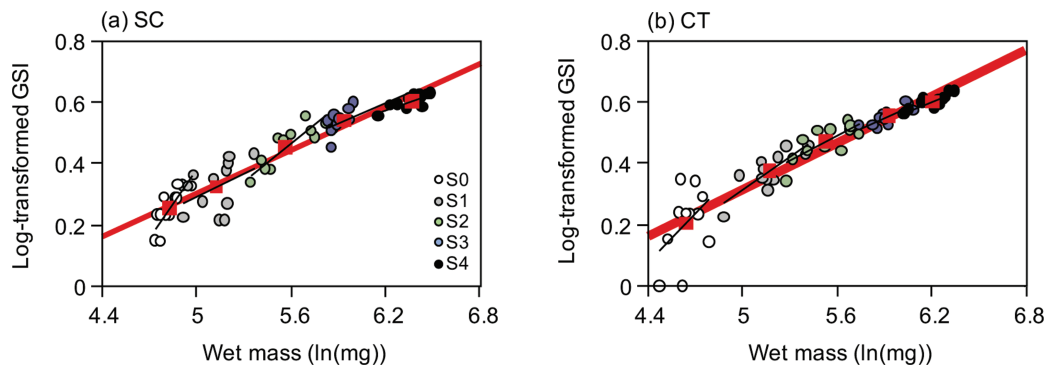 (a) SC
0.8
0.6
0.4
0.2
0
Log-transformed GSI
4.4
5
5.6
6.2
6.8
Wet mass (ln(mg))
S0
S1
S2
S3
S4
(b) CT
0.8
0.6
0.4
0.2
0
Log-transformed GSI
4.4
5
5.6
6.2
6.8
Wet mass (ln(mg))